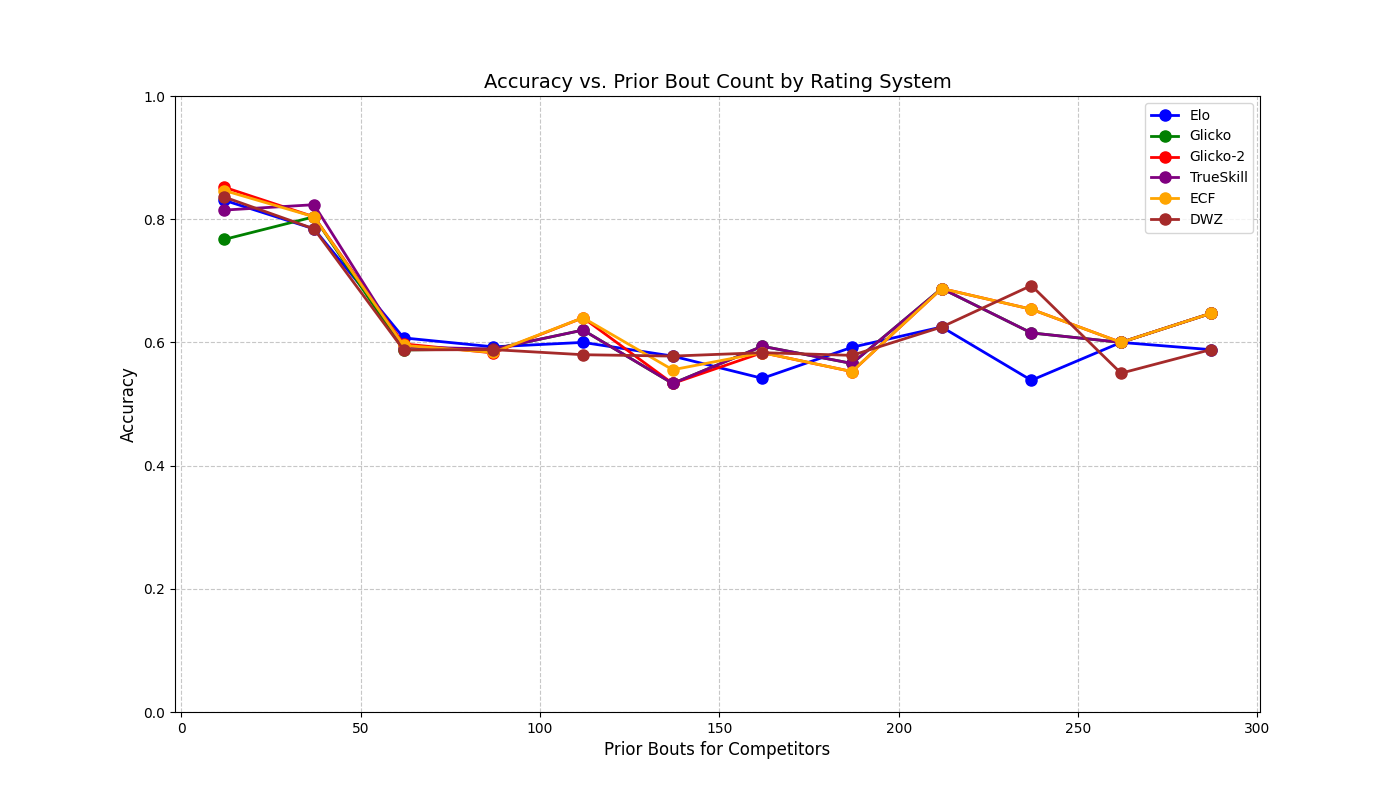 Accuracy vs. Prior Bout Count by Rating System
1.0
0.8
0.6
0.4
0.2
0.0
Accuracy
0 50 100 150 200 250 300
Prior Bouts for Competitors
Elo
Glicko
Glicko-2
TrueSkill
ECF
DWZ